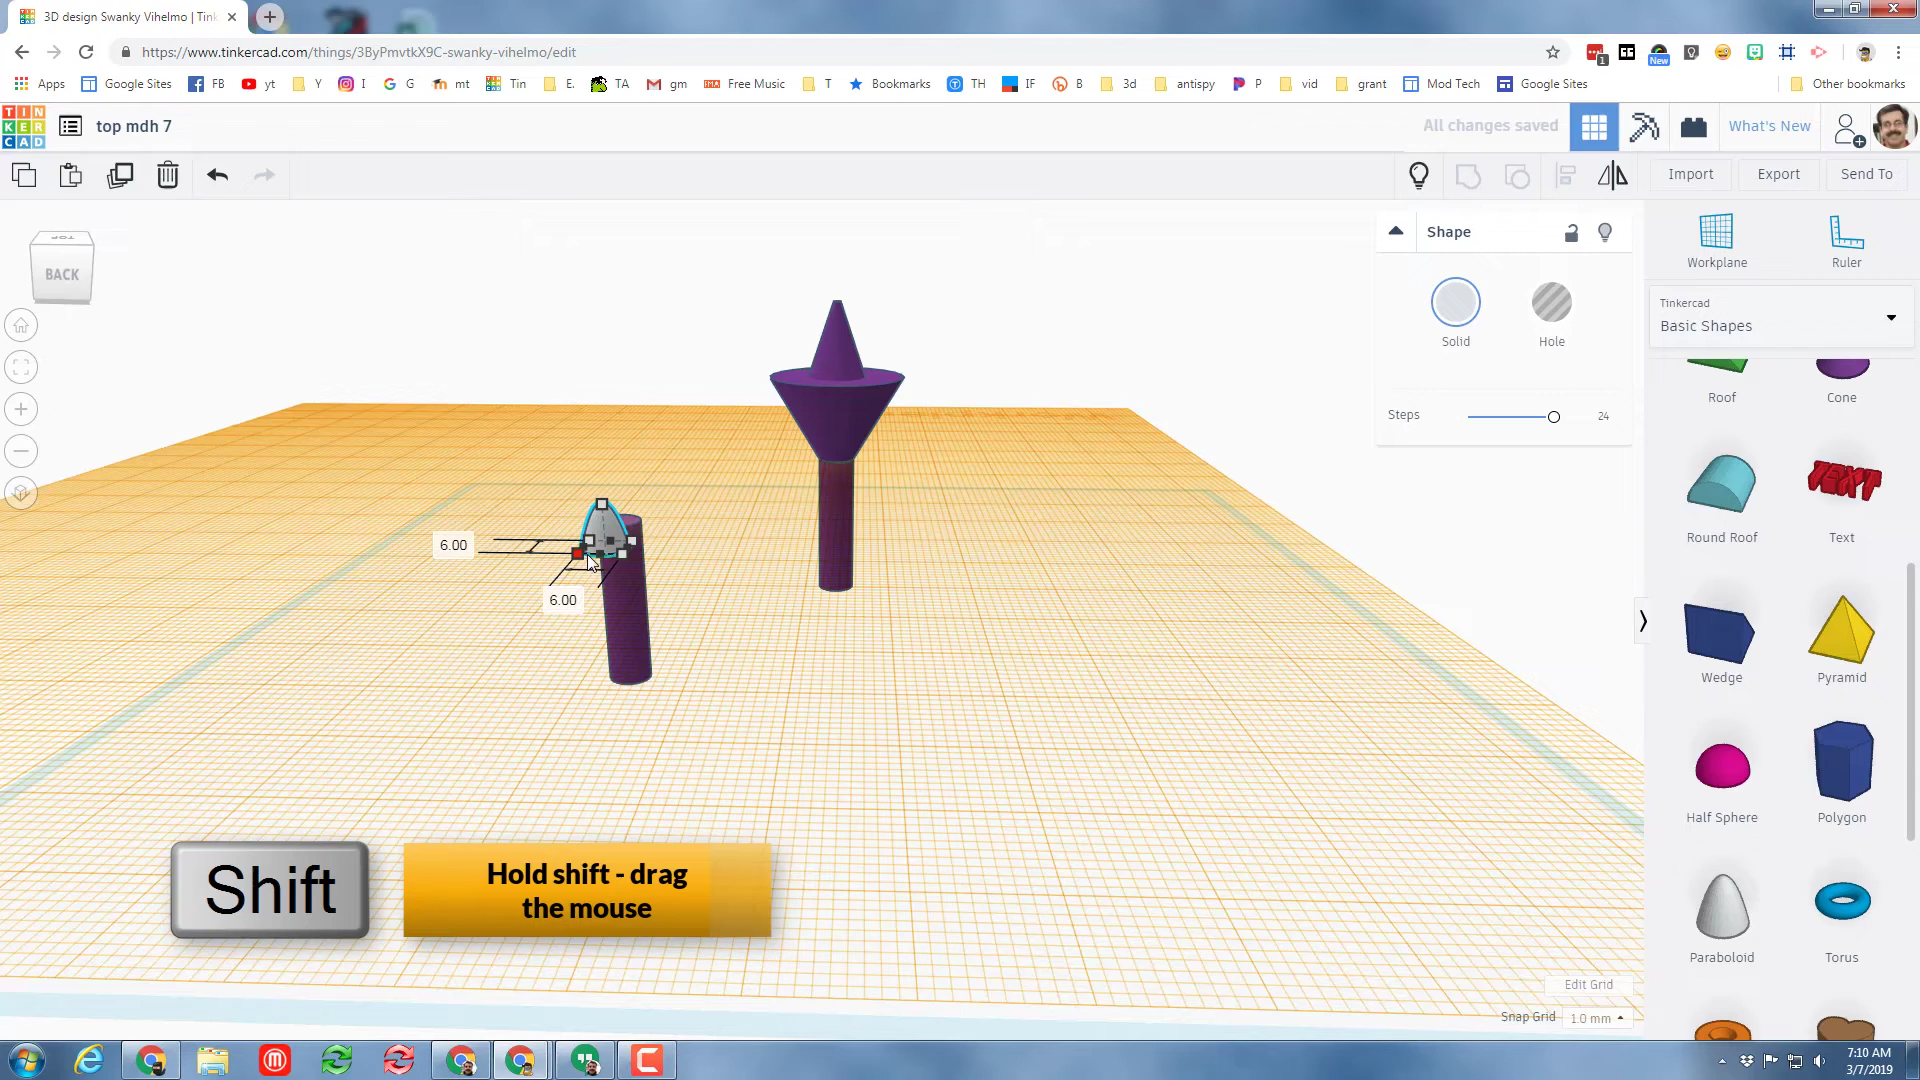 3D design Swanky Vihelmo | Tink
https://www.tinkercad.com/things/3ByPmvtkX9C-swanky-vihelmo/edit
1
New
Apps Google Sites FB yt Y I G mt Tin E. TA gm Free Music T Bookmarks TH IF B 3d antispy P vid grant Mod Tech Google Sites Other bookmarks
TIN
KER
CAD
top mdh 7
All changes saved
What's New
Import
Export
Send To
TOP
BACK
Shape
Solid
Hole
Steps
24
Workplane
Ruler
Tinkercad
Basic Shapes
Roof
Cone
Round Roof
TEXT
Text
Wedge
Pyramid
Half Sphere
Polygon
Paraboloid
Torus
6.00
6.00
Shift
Hold shift - drag
the mouse
Edit Grid
Snap Grid
1.0 mm
7:10 AM
3/7/2019